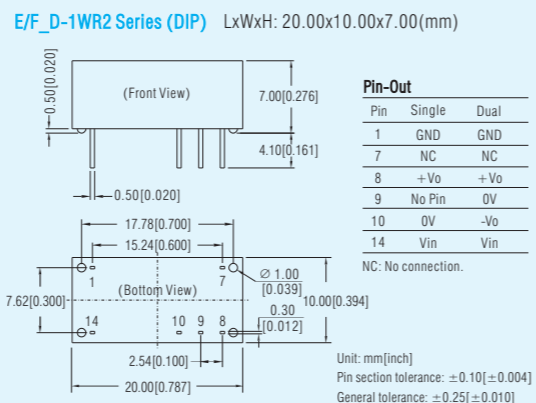 E/F_D-1WR2 Series (DIP) LxWxH: 20.00x10.00x7.00(mm)
0.50[0.020]
(Front View)
7.00[0.276]
4.10[0.161]
0.50[0.020]
17.78[0.700]
15.24[0.600]
1
7
(Bottom View)
7.62[0.300]
Ø 1.00
[0.039]
0.30
[0.012]
10.00[0.394]
14
10
9
8
2.54[0.100]
20.00[0.787]
Pin-Out
Pin Single Dual
1 GND GND
7 NC NC
8 +Vo +Vo
9 No Pin 0V
10 0V -Vo
14 Vin Vin
NC: No connection.
Unit: mm[inch]
Pin section tolerance: ±0.10[±0.004]
General tolerance: ±0.25[±0.010]